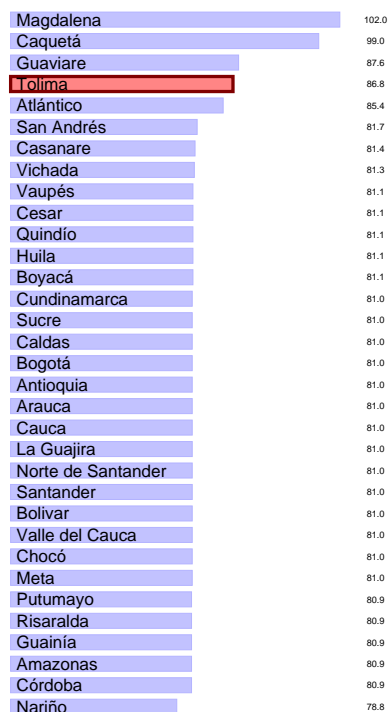 Magdalena 102.0
Caquetá 99.0
Guaviare 87.6
Tolima 86.8
Atlántico 85.4
San Andrés 81.7
Casanare 81.4
Vichada 81.3
Vaupés 81.1
Cesar 81.1
Quindío 81.1
Huila 81.1
Boyacá 81.1
Cundinamarca 81.0
Sucre 81.0
Caldas 81.0
Bogotá 81.0
Antioquia 81.0
Arauca 81.0
Cauca 81.0
La Guajira 81.0
Norte de Santander 81.0
Santander 81.0
Bolivar 81.0
Valle del Cauca 81.0
Chocó 81.0
Meta 81.0
Putumayo 80.9
Risaralda 80.9
Guainía 80.9
Amazonas 80.9
Córdoba 80.9
Nariño 78.8